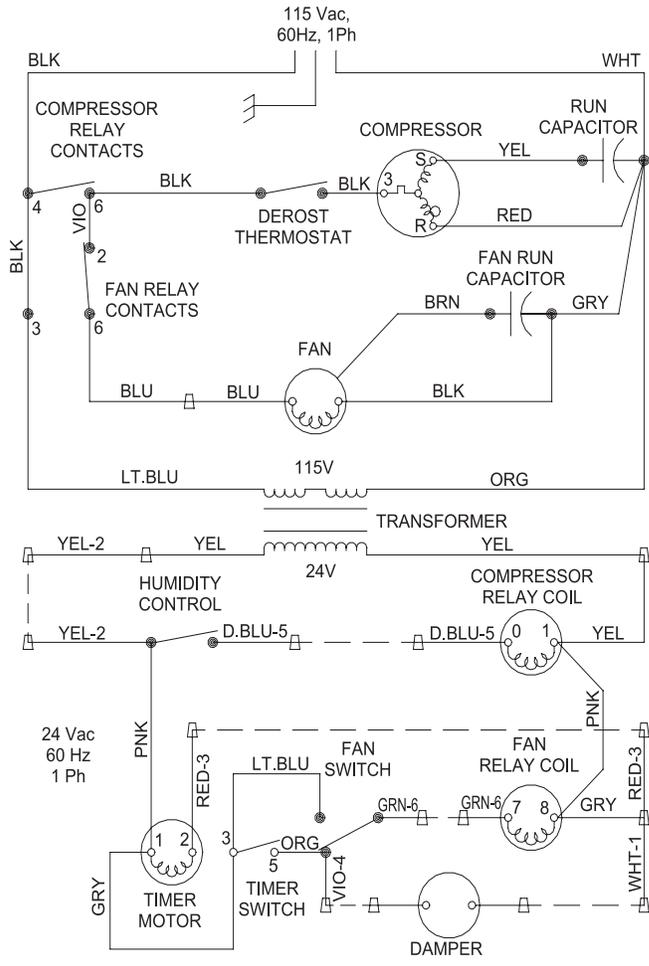 115 Vac,
60Hz, 1Ph
BLK
WHT
COMPRESSOR
RELAY
CONTACTS
COMPRESSOR
RUN
CAPACITOR
S
YEL
BLK
BLK
3
4
6
DEROST
THERMOSTAT
R
RED
VIO
2
BLK
FAN RELAY
CONTACTS
FAN RUN
CAPACITOR
BRN
GRY
3
6
FAN
BLU
BLU
BLK
115V
LT.BLU
ORG
TRANSFORMER
YEL-2
YEL
YEL
24V
HUMIDITY
CONTROL
COMPRESSOR
RELAY COIL
YEL-2
D.BLU-5
D.BLU-5
0
1
YEL
PNK
PNK
24 Vac
60 Hz
1 Ph
RED-3
LT.BLU
FAN
SWITCH
FAN
RELAY COIL
RED-3
GRN-6
GRN-6
7
8
GRY
1
2
3
ORG
5
VIO-4
WHT-1
GRY
TIMER
MOTOR
TIMER
SWITCH
DAMPER